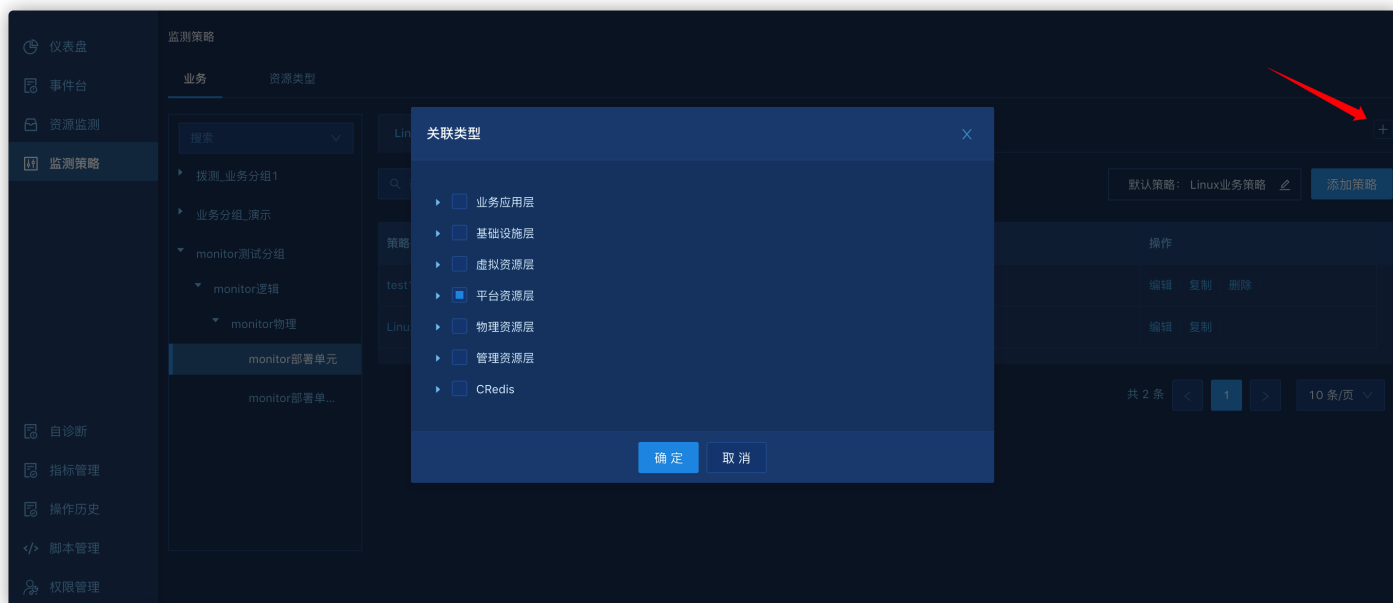 仪表盘
事件台
资源监测
监测策略
自诊断
指标管理
操作历史
脚本管理
权限管理
监测策略
业务
资源类型
搜索
拨测_业务分组1
业务分组_演示
monitor测试分组
monitor逻辑
monitor物理
monitor部署单元
monitor部署单...
Lin
默认策略: Linux业务策略
添加策略
策略
操作
test
编辑 复制 删除
Linu
编辑 复制
共 2 条 < 1 > 10 条/页
关联类型
X
业务应用层
基础设施层
虚拟资源层
平台资源层
物理资源层
管理资源层
CRedis
确 定
取 消